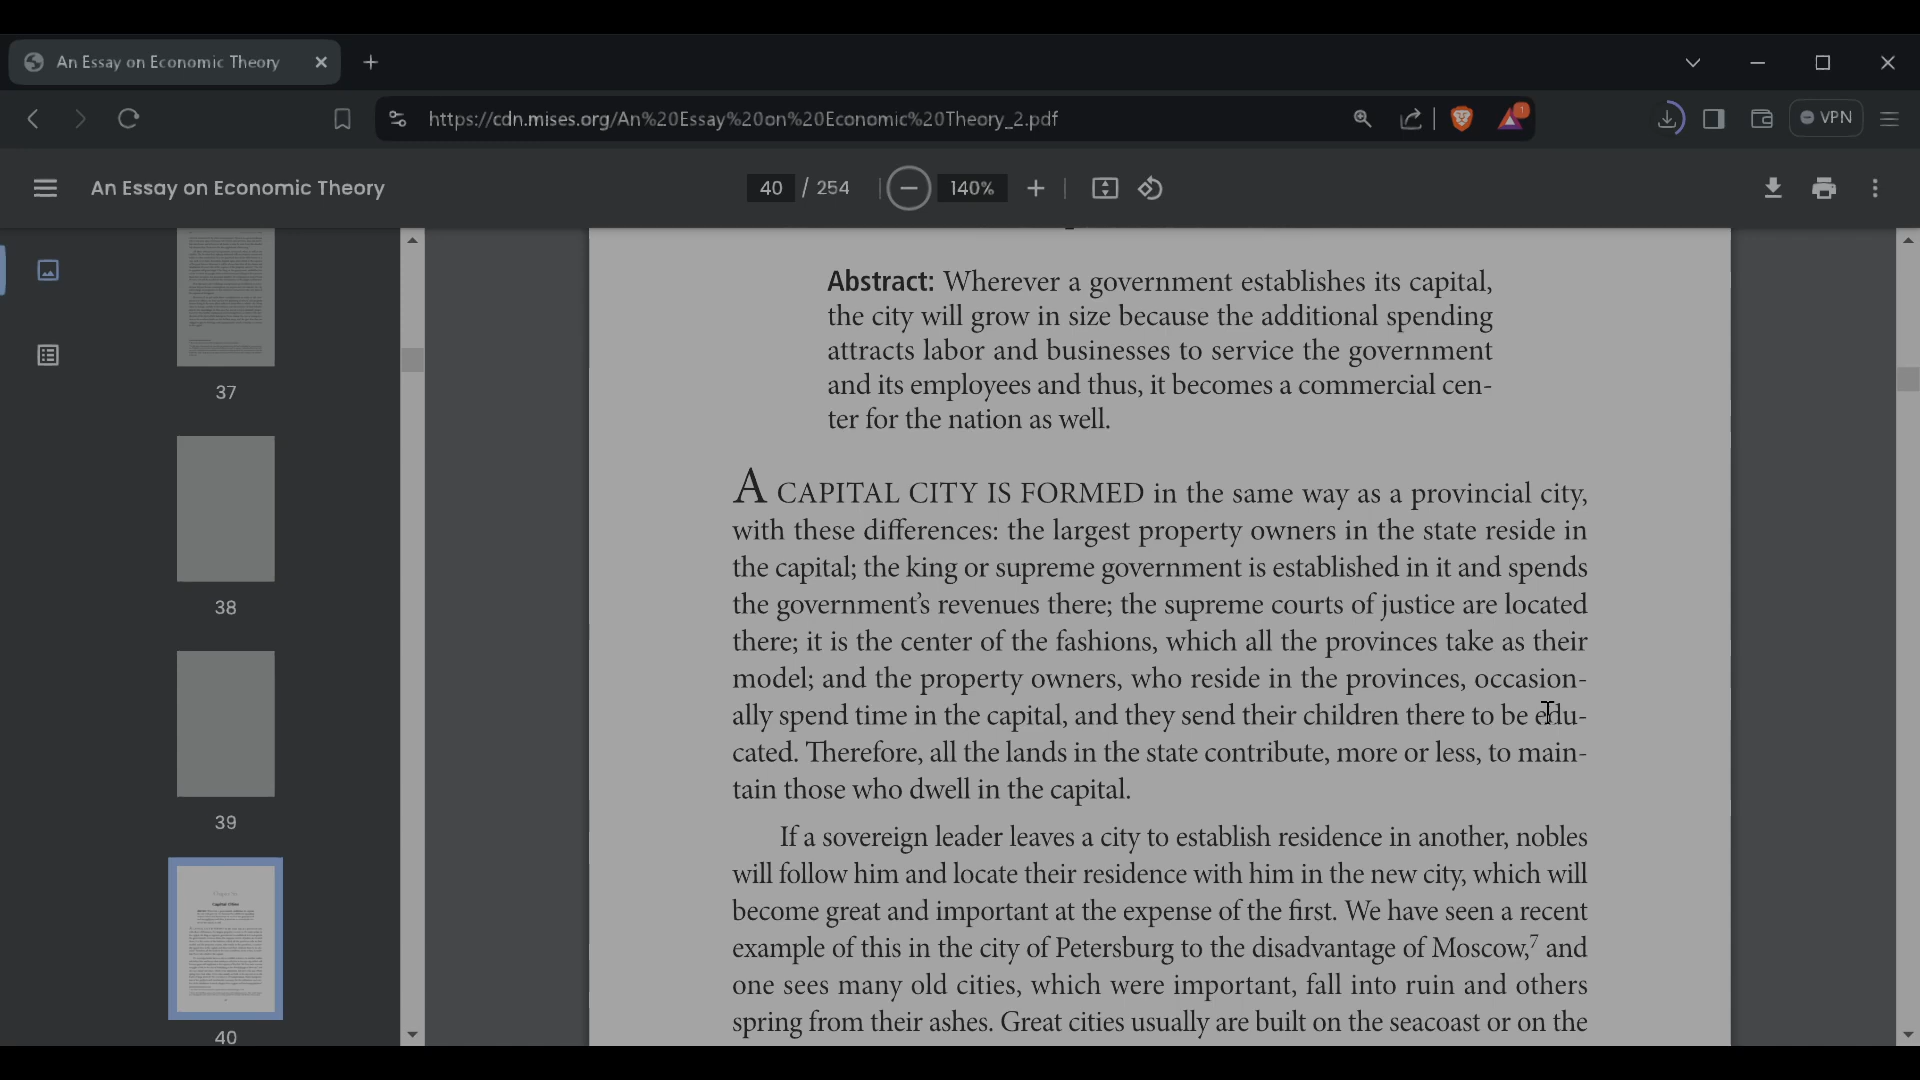 An Essay on Economic Theory
https://cdn.mises.org/An%20Essay%20on%20Economic%20Theory_2.pdf
1
VPN
An Essay on Economic Theory
40 / 254
140%
37
38
39
40
Abstract: Wherever a government establishes its capital,
the city will grow in size because the additional spending
attracts labor and businesses to service the government
and its employees and thus, it becomes a commercial cen-
ter for the nation as well.
A CAPITAL CITY IS FORMED in the same way as a provincial city,
with these differences: the largest property owners in the state reside in
the capital; the king or supreme government is established in it and spends
the government’s revenues there; the supreme courts of justice are located
there; it is the center of the fashions, which all the provinces take as their
model; and the property owners, who reside in the provinces, occasion-
ally spend time in the capital, and they send their children there to be edu-
cated. Therefore, all the lands in the state contribute, more or less, to main-
tain those who dwell in the capital.
If a sovereign leader leaves a city to establish residence in another, nobles
will follow him and locate their residence with him in the new city, which will
become great and important at the expense of the first. We have seen a recent
example of this in the city of Petersburg to the disadvantage of Moscow,7 and
one sees many old cities, which were important, fall into ruin and others
spring from their ashes. Great cities usually are built on the seacoast or on the